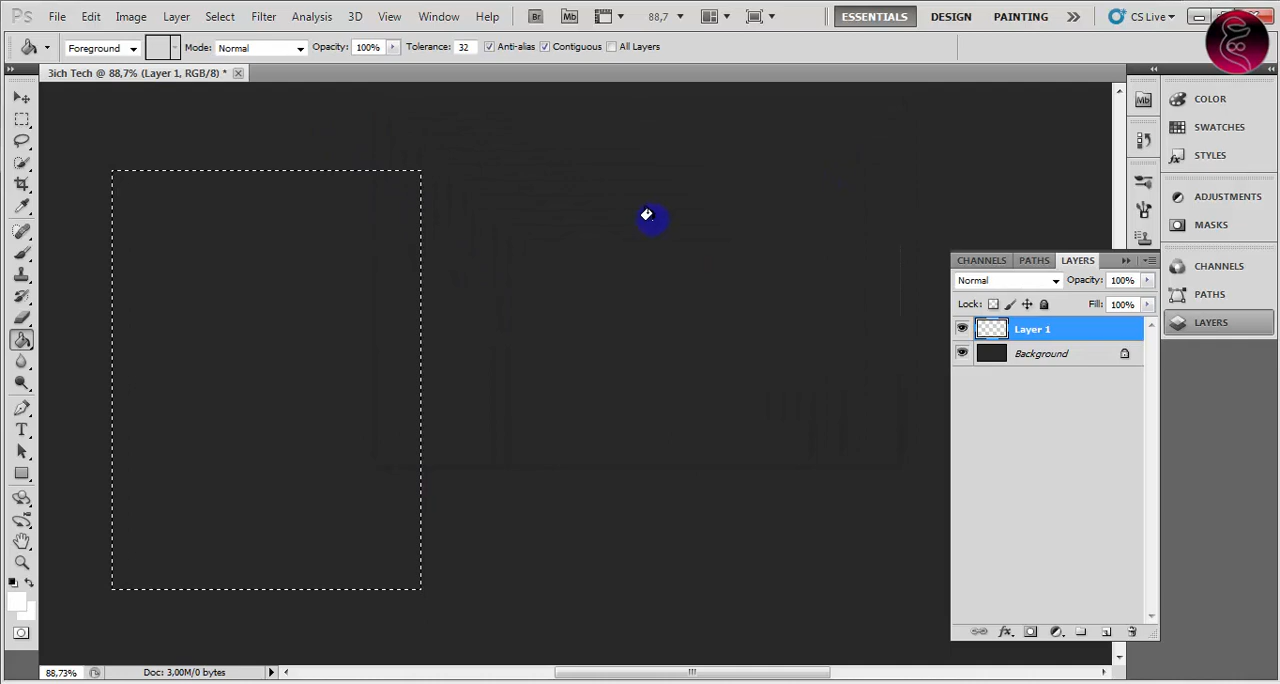 Ps File Edit Image Layer Select Filter Analysis 3D View Window Help Br Mb 88,7 ESSENTIALS DESIGN PAINTING CS Live
Foreground Mode: Normal Opacity: 100% Tolerance: 32 Anti-alias Contiguous All Layers
3ich Tech @ 88,7% (Layer 1, RGB/8) *
Mb COLOR
SWATCHES
STYLES
ADJUSTMENTS
MASKS
CHANNELS
PATHS
LAYERS
CHANNELS PATHS LAYERS
Normal Opacity: 100%
Lock: Fill: 100%
Layer 1
Background
88,73% Doc: 3,00M/0 bytes